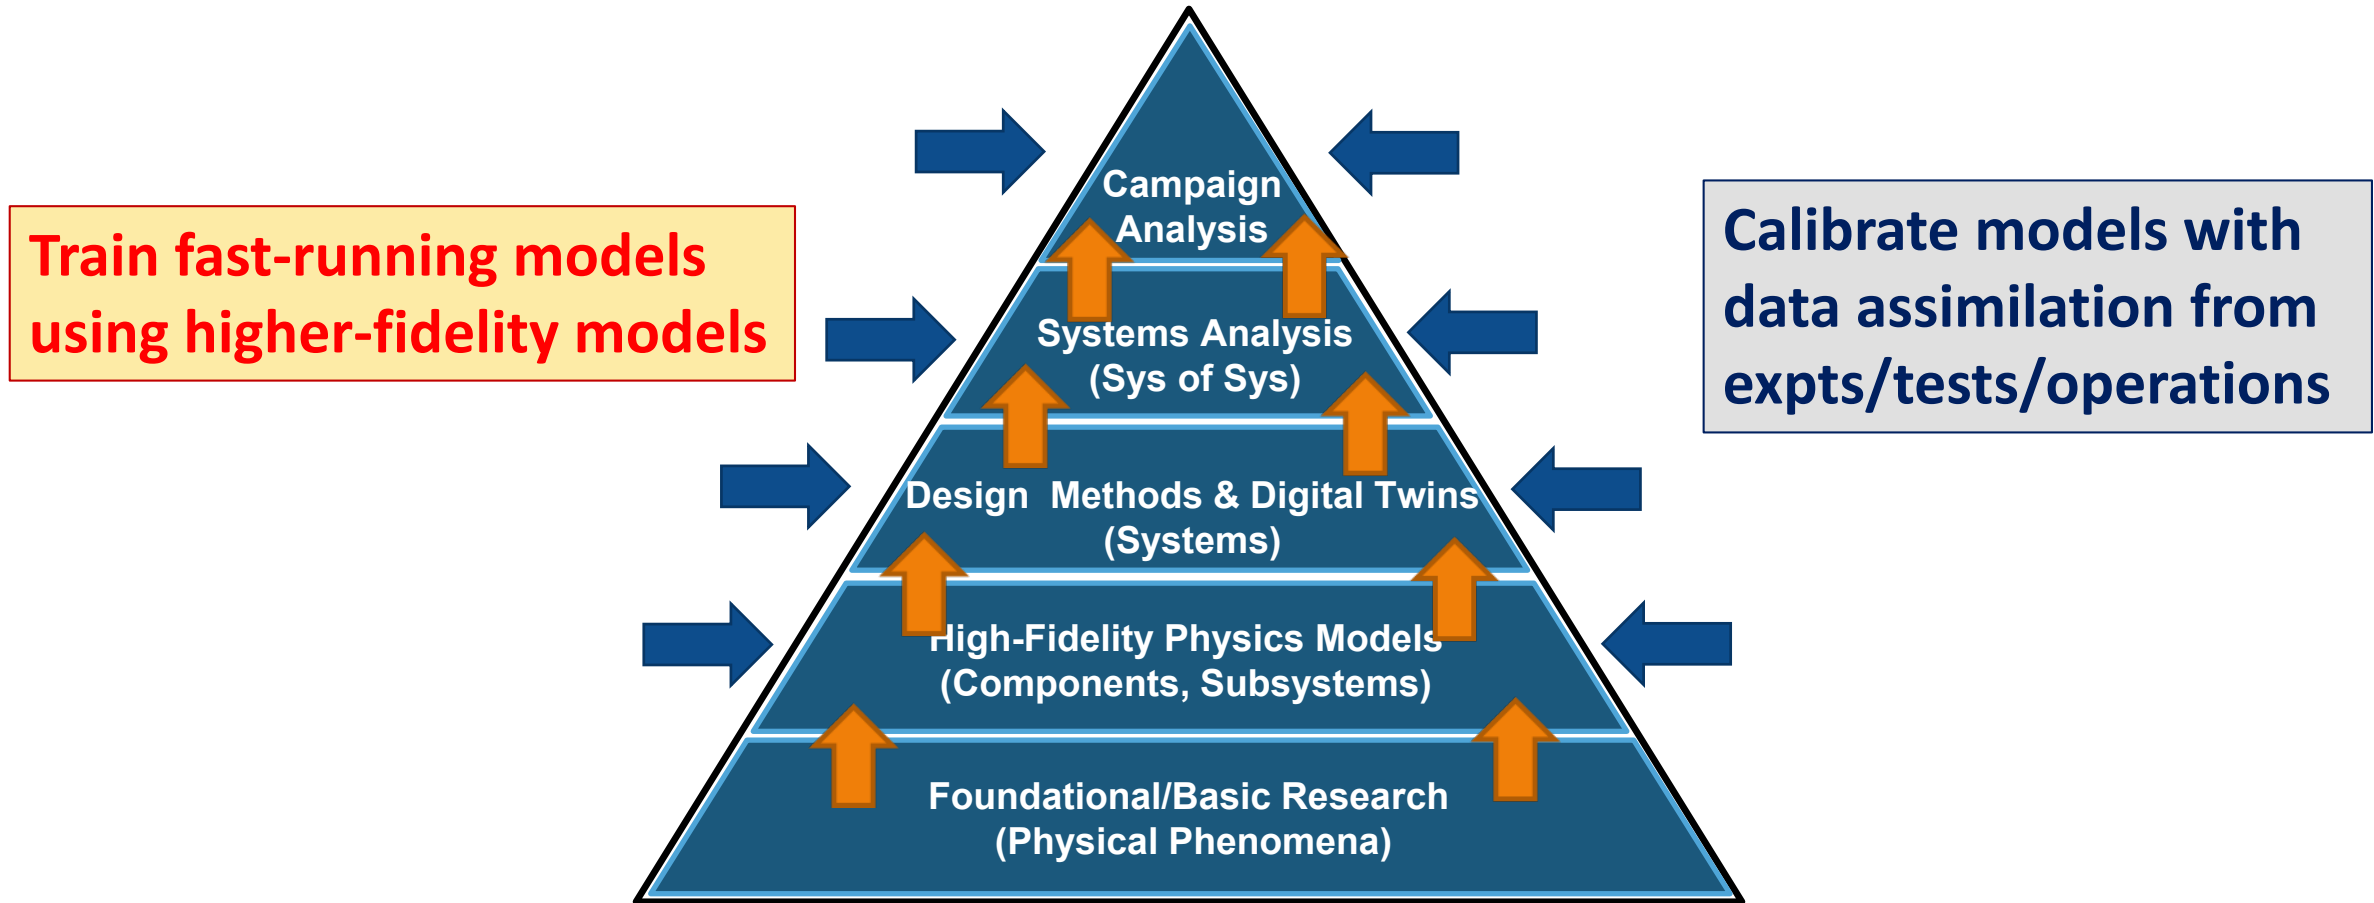 Train fast-running models
using higher-fidelity models
Campaign
Analysis
Systems Analysis
(Sys of Sys)
Design  Methods & Digital Twins
(Systems)
High-Fidelity Physics Models
(Components, Subsystems)
Foundational/Basic Research
(Physical Phenomena)
Calibrate models with
data assimilation from
expts/tests/operations